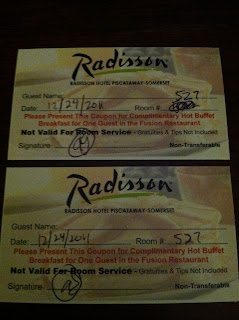 Radisson
RADISSON HOTEL PISCATAWAY-SOMERSET
Guest Name: 527
Date: 12/24/2011 Room #:
Please Present This Coupon for Complimentary Hot Buffet
Breakfast for One Guest in the Fusion Restaurant
Not Valid For Room Service - Gratuities & Tips Not Included
Signature Non-Transferable
Radisson
RADISSON HOTEL PISCATAWAY-SOMERSET
Guest Name:
Date: 12/24/2011 Room #: 527
Please Present This Coupon for Complimentary Hot Buffet
Breakfast for One Guest in the Fusion Restaurant
Not Valid For Room Service - Gratuities & Tips Not Included
Signature Non-Transferable